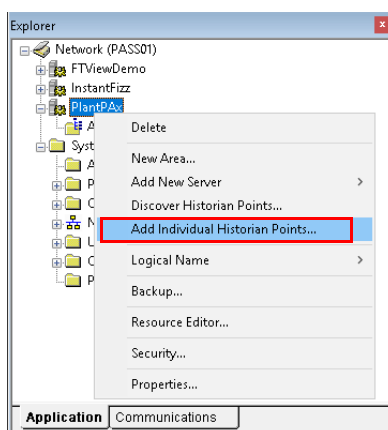 Explorer
x
Network (PASS01)
FTViewDemo
InstantFizz
PlantPAx
A
Delete
Syst
New Area...
A
P
Add New Server >
C
Discover Historian Points...
N
Add Individual Historian Points...
L
C
Logical Name >
P
Backup...
Resource Editor...
Security...
Properties...
Application Communications